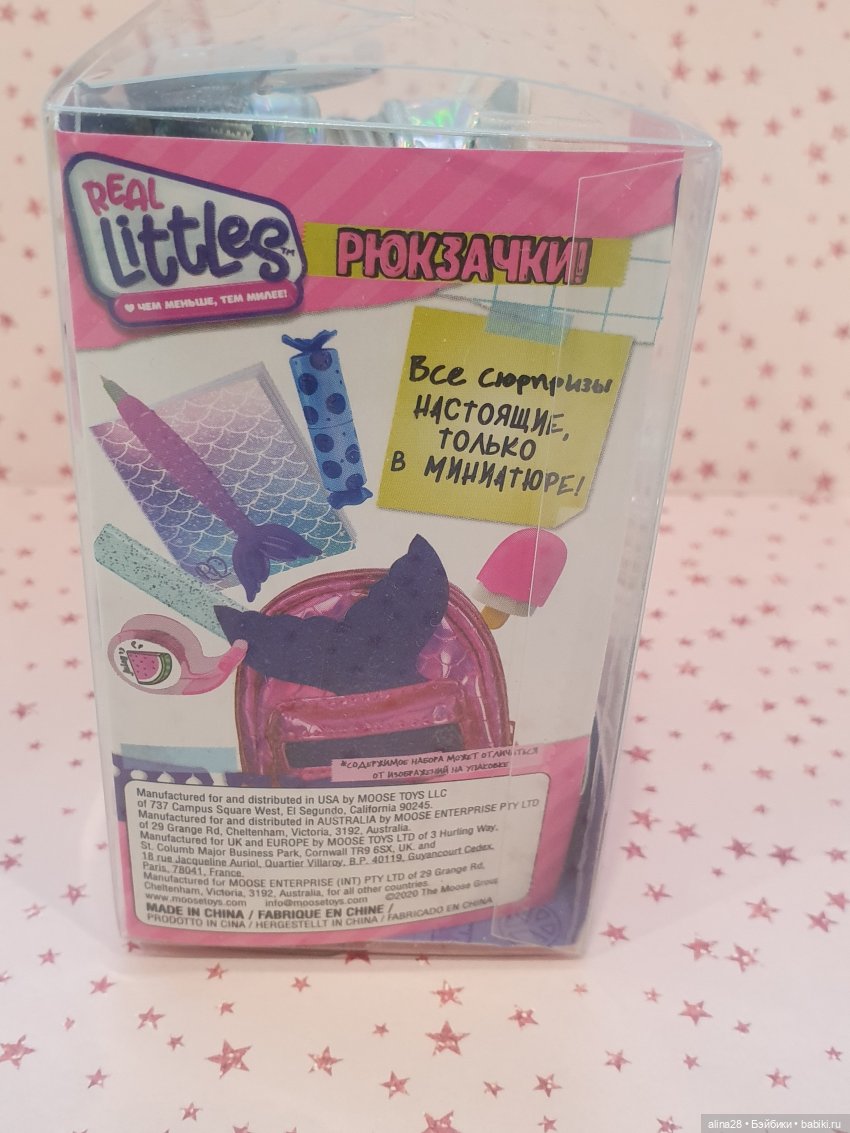 REAL
LittLeS™
ЧЕМ МЕНЬШЕ, ТЕМ МИЛЕЕ!
РЮКЗАЧКИ!
Все сюрпризы
НАСТОЯЩИЕ,
ТОЛЬКО
В МИНИАТЮРЕ!
*СОДЕРЖИМОЕ НАБОРА МОЖЕТ ОТЛИЧАТЬСЯ
ОТ ИЗОБРАЖЕНИЙ НА УПАКОВКЕ
Manufactured for and distributed in USA by MOOSE TOYS LLC
of 737 Campus Square West, El Segundo, California 90245.
Manufactured for and distributed in AUSTRALIA by MOOSE ENTERPRISE PTY LTD
of 29 Grange Rd, Cheltenham, Victoria, 3192, Australia.
Manufactured for UK and EUROPE by MOOSE TOYS LTD of 3 Hurling Way,
St. Columb Major Business Park, Cornwall TR9 6SX, UK. and
18 rue Jacqueline Auriol, Quartier Villaroy, B.P. 40119, Guyancourt Cedex,
Paris, 78041, France.
Manufactured for MOOSE ENTERPRISE (INT) PTY LTD of 29 Grange Rd,
Cheltenham, Victoria, 3192, Australia, for all other countries.
www.moosetoys.com info@moosetoys.com ©2020 The Moose Group
MADE IN CHINA / FABRIQUE EN CHINE /
PRODOTTO IN CINA / HERGESTELLT IN CHINA / FABRICADO EN CHINA
alina28 • Бэйбики • babiki.ru